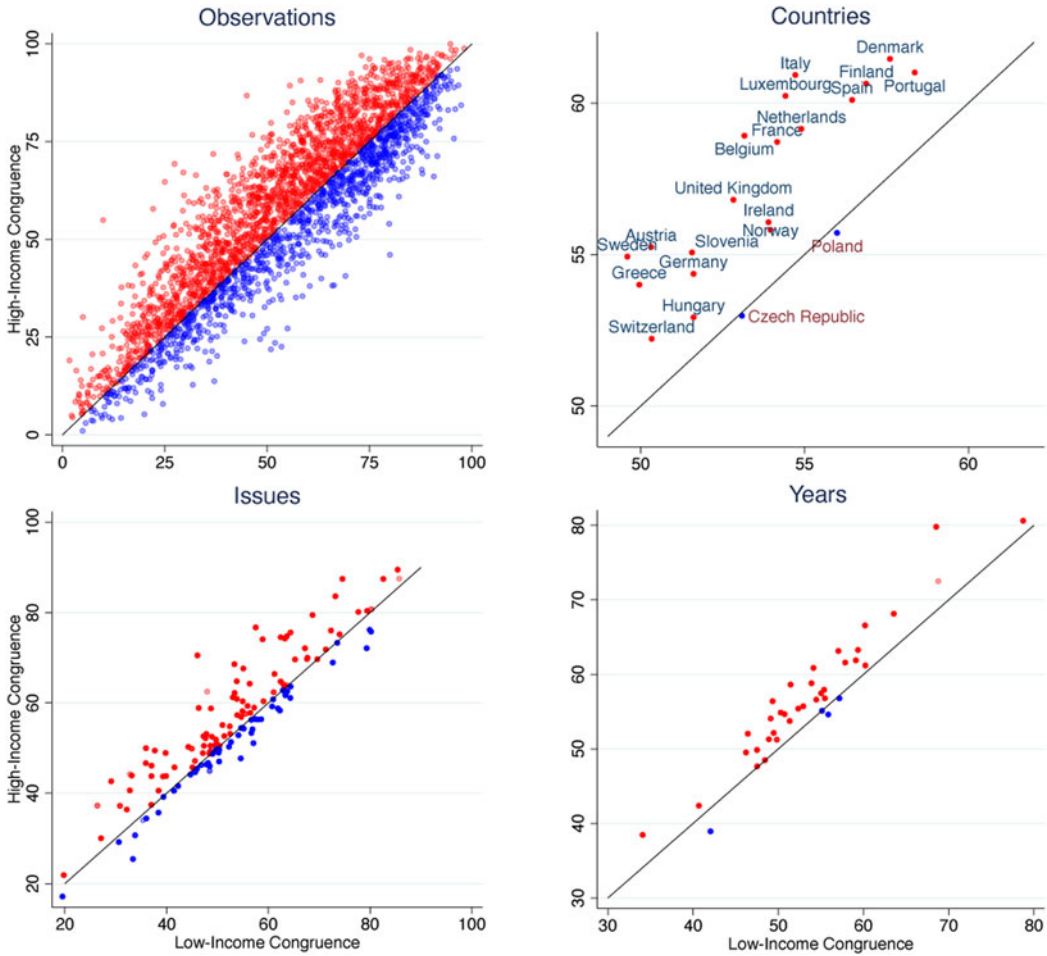 Observations
High-Income Congruence
100
75
50
25
0
0 25 50 75 100
Countries
Denmark
Italy
Finland
Luxembourg
Spain
Portugal
Netherlands
France
Belgium
United Kingdom
Ireland
Norway
Austria
Sweden
Slovenia
Poland
Germany
Greece
Hungary
Czech Republic
Switzerland
60
55
50
50 55 60
Issues
High-Income Congruence
100
80
60
40
20
20 40 60 80 100
Low-Income Congruence
Years
80
70
60
50
40
30
30 40 50 60 70 80
Low-Income Congruence